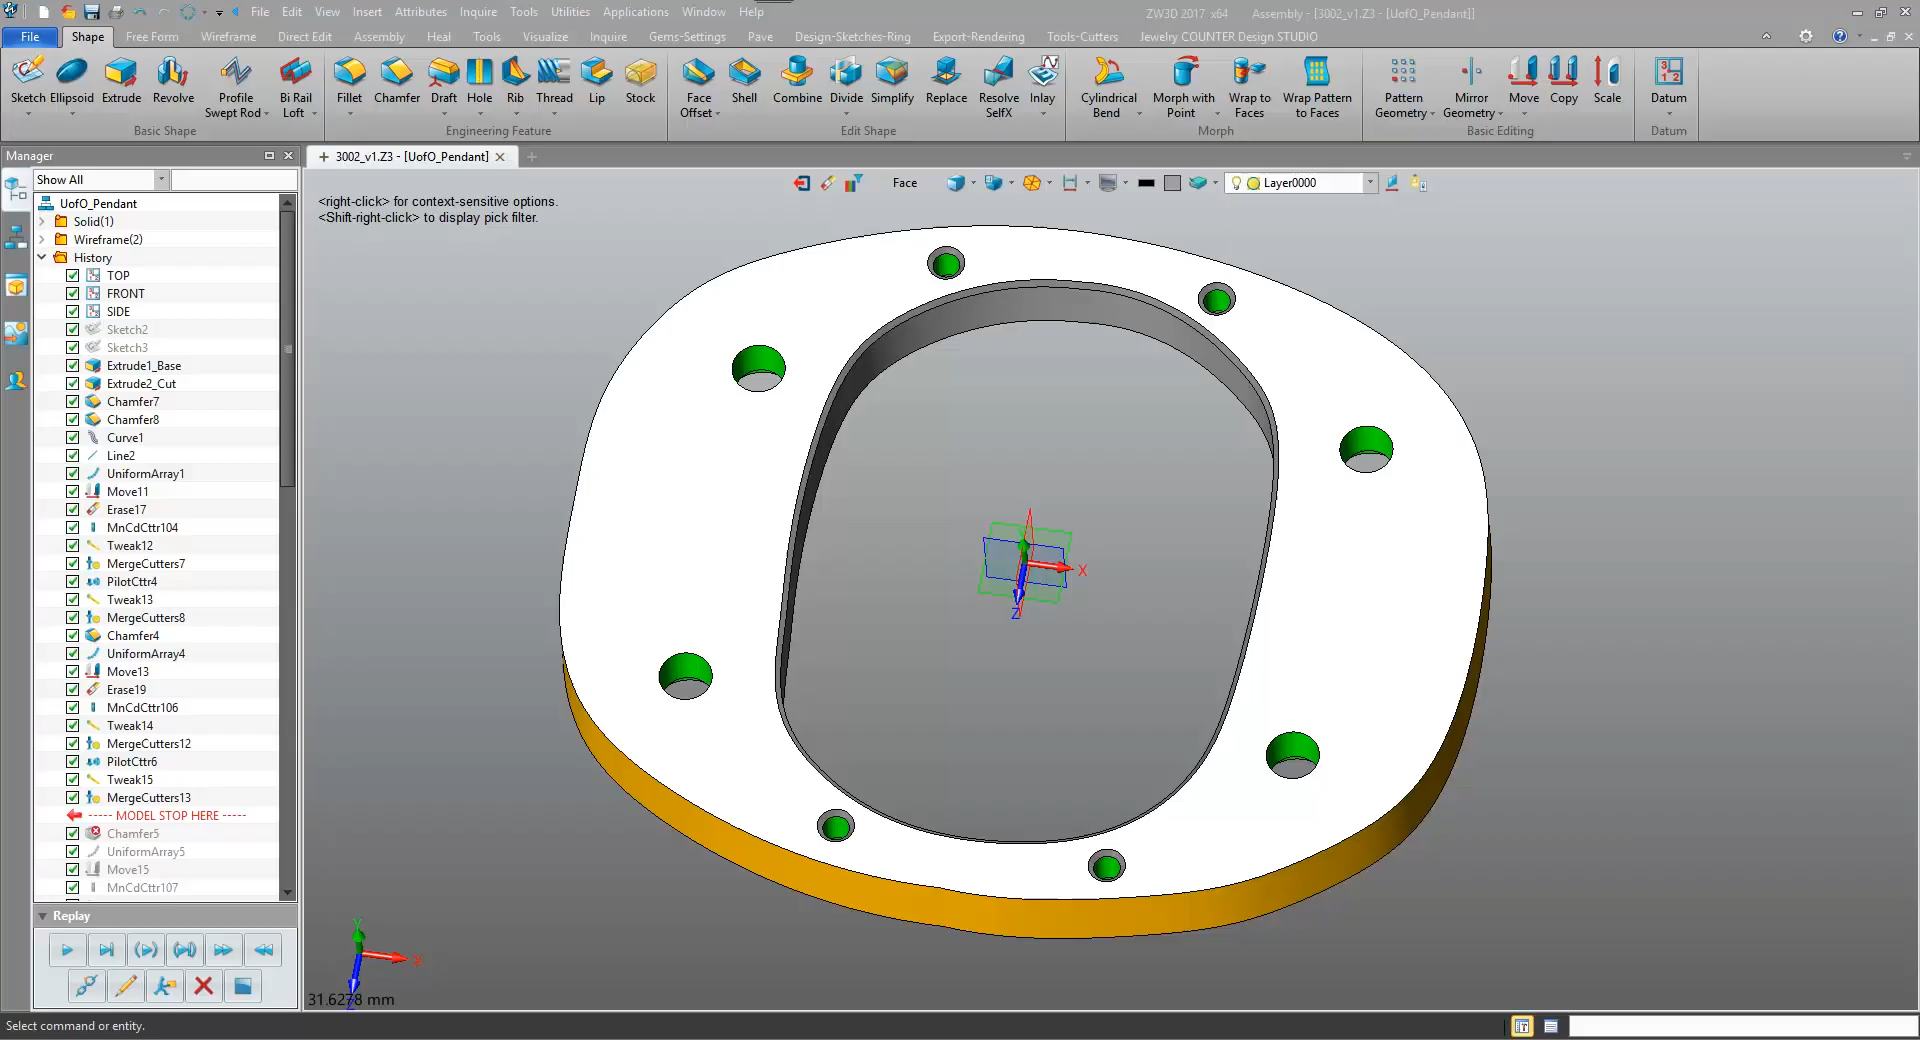 File Edit View Insert Attributes Inquire Tools Utilities Applications Window Help
ZW3D 2017 x64 Assembly - [3002_v1.Z3 - [UofO_Pendant]]
File Shape Free Form Wireframe Direct Edit Assembly Heal Tools Visualize Inquire Gems-Settings Pave Design-Sketches-Ring Export-Rendering Tools-Cutters Jewelry COUNTER Design STUDIO
Sketch Ellipsoid Extrude Revolve Profile Swept Rod Bi Rail Loft
Fillet Chamfer Draft Hole Rib Thread Lip Stock
Face Offset Shell Combine Divide Simplify Replace Resolve SelfX Inlay
Cylindrical Bend Morph with Point Wrap to Faces Wrap Pattern to Faces
Pattern Geometry Mirror Geometry Move Copy Scale Datum
Basic Shape Engineering Feature Edit Shape Morph Basic Editing Datum
Manager
3002_v1.Z3 - [UofO_Pendant]
Show All
Face
Layer0000
<right-click> for context-sensitive options.
<Shift-right-click> to display pick filter.
UofO_Pendant
Solid(1)
Wireframe(2)
History
TOP
FRONT
SIDE
Sketch2
Sketch3
Extrude1_Base
Extrude2_Cut
Chamfer7
Chamfer8
Curve1
Line2
UniformArray1
Move11
Erase17
MnCdCttr104
Tweak12
MergeCutters7
PilotCttr4
Tweak13
MergeCutters8
Chamfer4
UniformArray4
Move13
Erase19
MnCdCttr106
Tweak14
MergeCutters12
PilotCttr6
Tweak15
MergeCutters13
----- MODEL STOP HERE -----
Chamfer5
UniformArray5
Move15
MnCdCttr107
Replay
X
Z
Y
X
Z
31.6278 mm
Select command or entity.